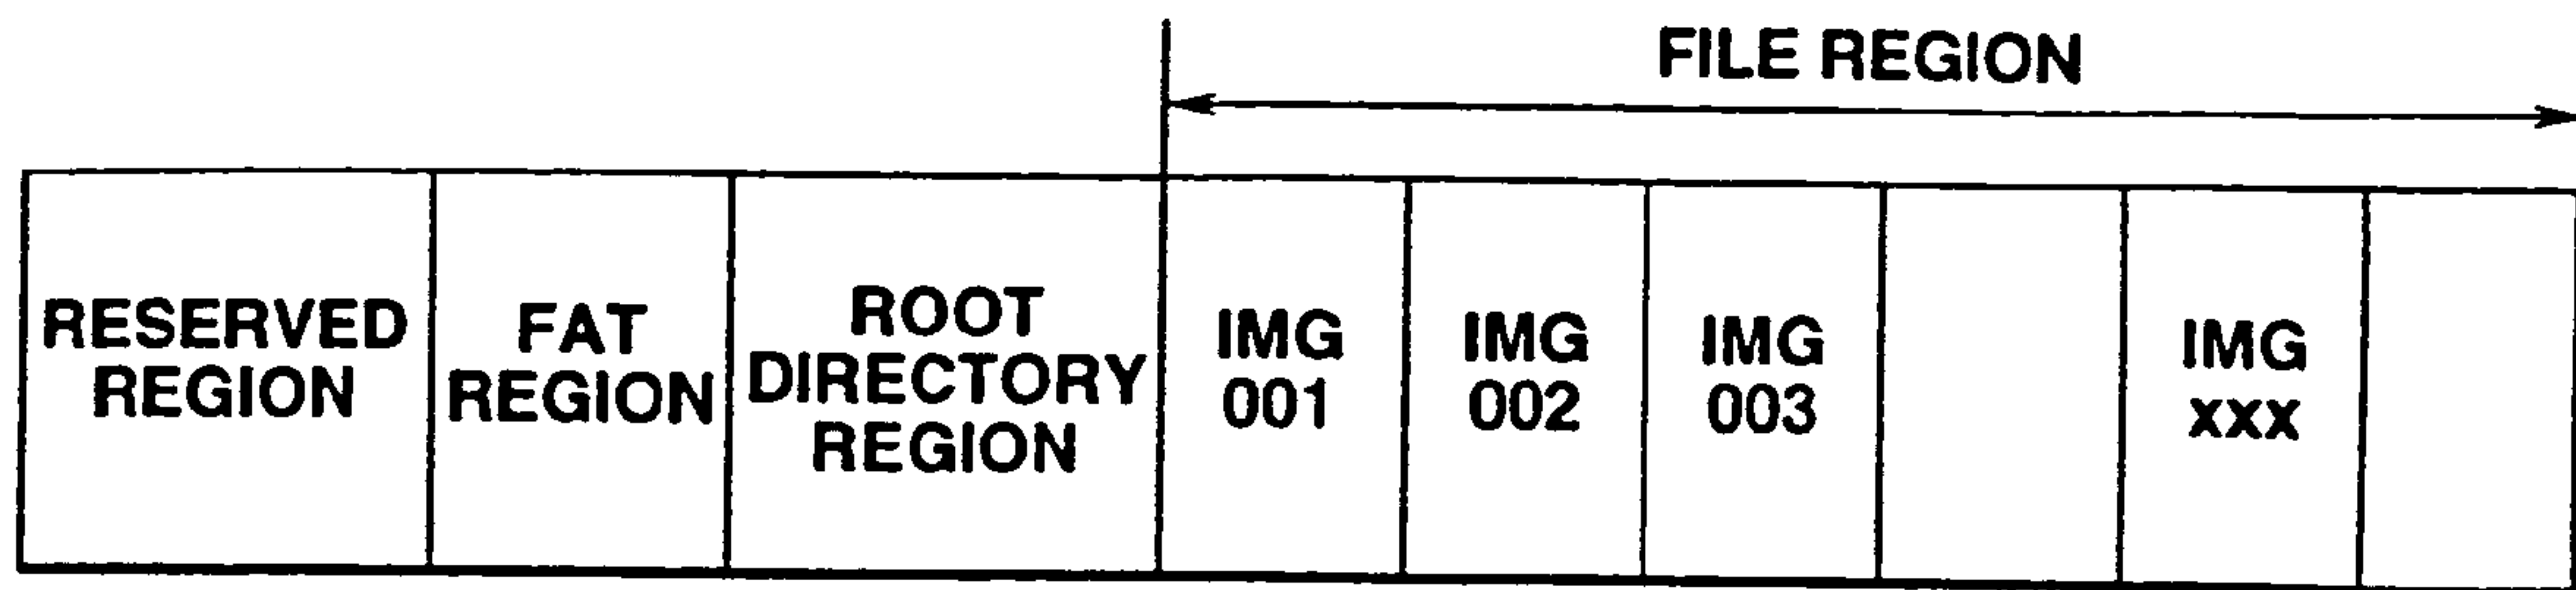 FILE REGION
RESERVED
REGION
FAT
REGION
ROOT
DIRECTORY
REGION
IMG
001
IMG
002
IMG
003
IMG
xxx